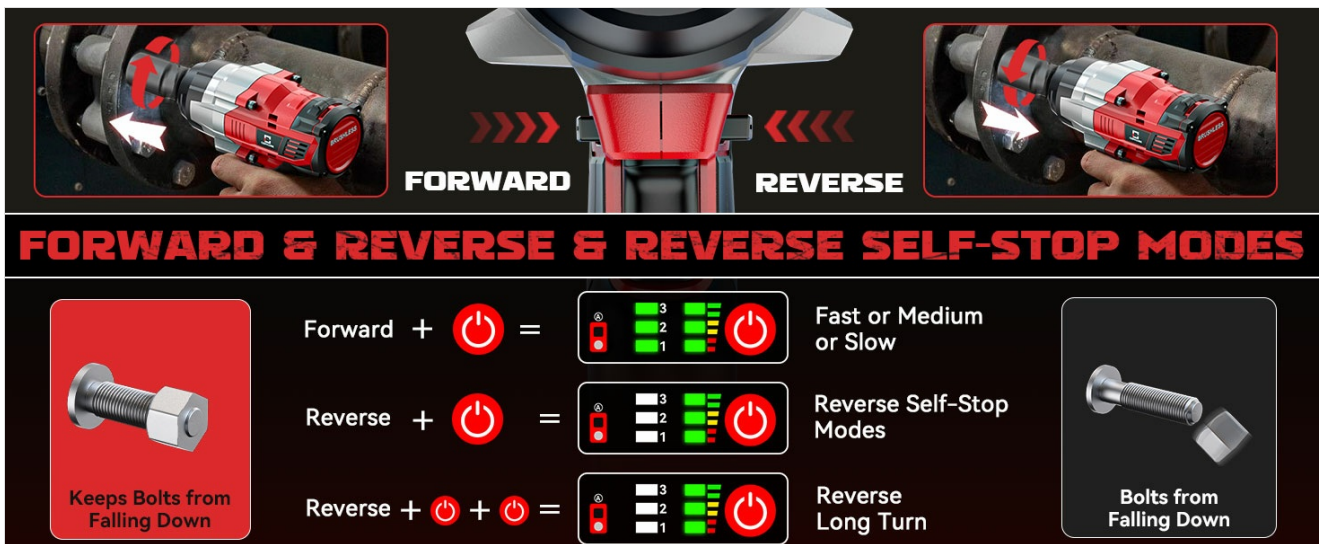 BRUSHLESS
BRUSHLESS
FORWARD
REVERSE
FORWARD & REVERSE & REVERSE SELF-STOP MODES
Forward + =
3
2
1
Fast or Medium
or Slow
Reverse + =
3
2
1
Reverse Self-Stop
Modes
Reverse + + =
3
2
1
Reverse
Long Turn
Keeps Bolts from
Falling Down
Bolts from
Falling Down